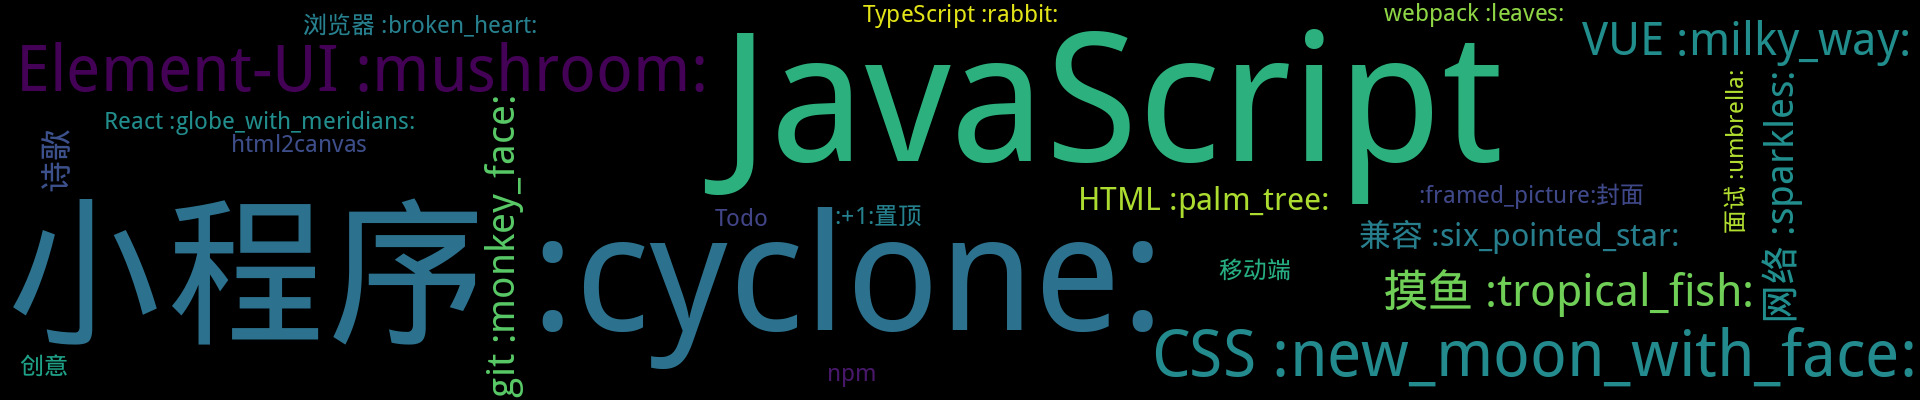 浏览器 :broken_heart:
TypeScript :rabbit:
webpack :leaves:
Element-UI :mushroom:
JavaScript
VUE :milky_way:
React :globe_with_meridians:
html2canvas
诗歌
git :monkey_face:
面试 :umbrella:
网络 :sparkles:
HTML :palm_tree:
:framed_picture:封面
Todo
:+1:置顶
小程序 :cyclone:
兼容 :six_pointed_star:
移动端
摸鱼 :tropical_fish:
创意
npm
CSS :new_moon_with_face: